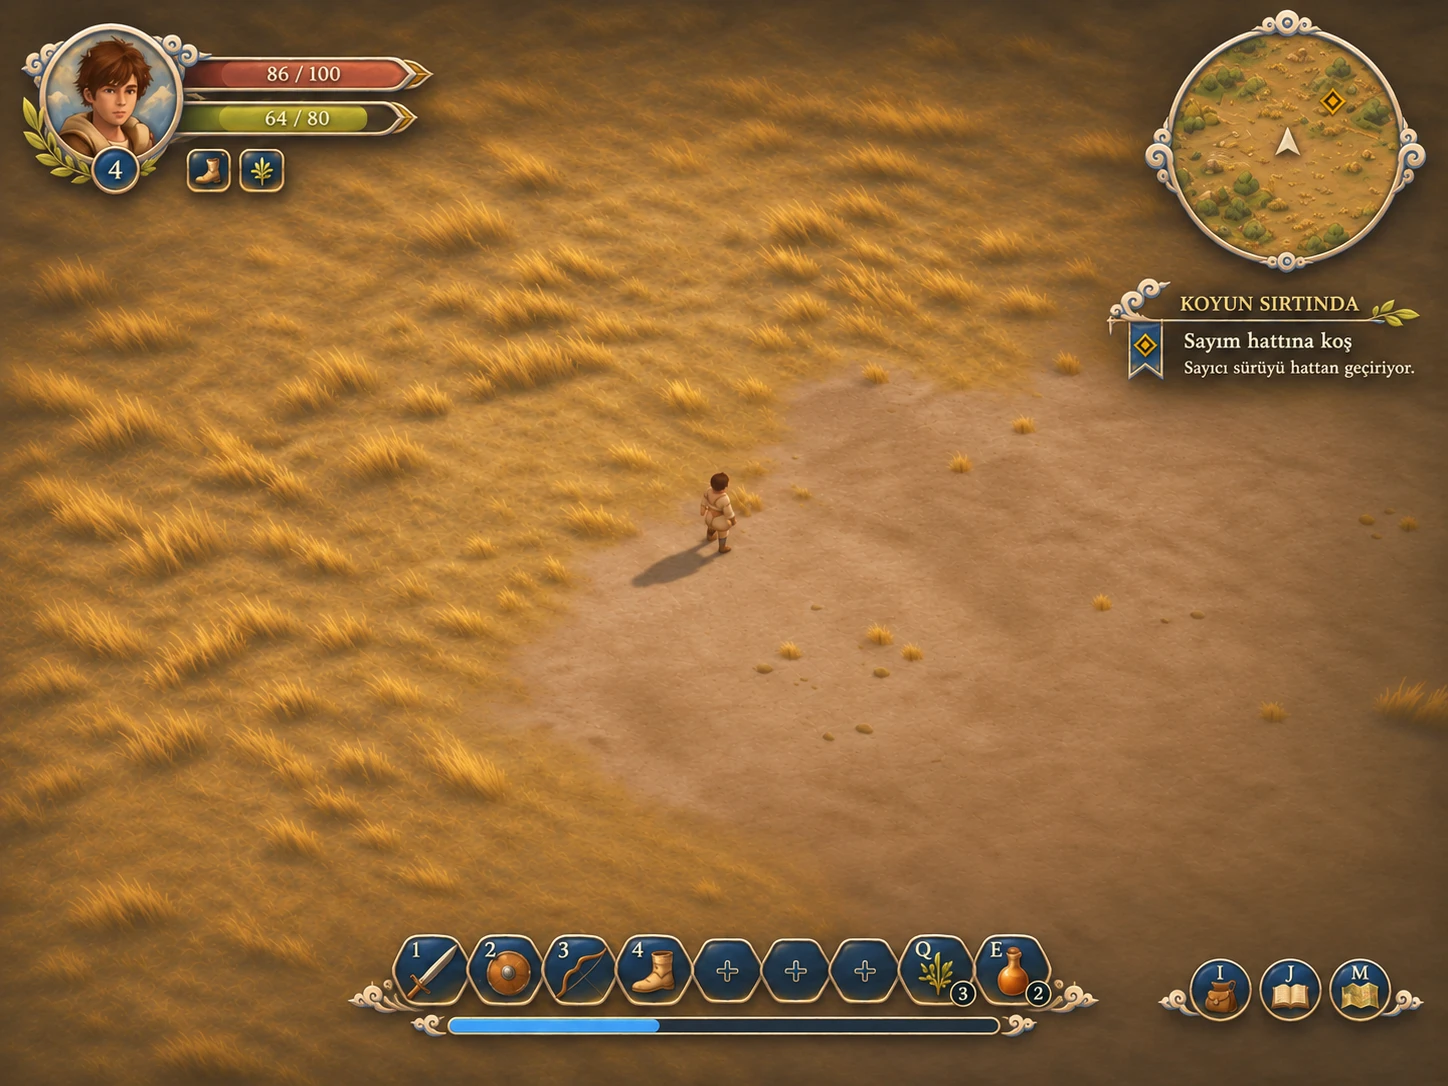 86 / 100
64 / 80
4
KOYUN SIRTINDA
Sayım hattına koş
Sayıcı sürüyü hattan geçiriyor.
1 2 3 4 Q E
3 2
I J M